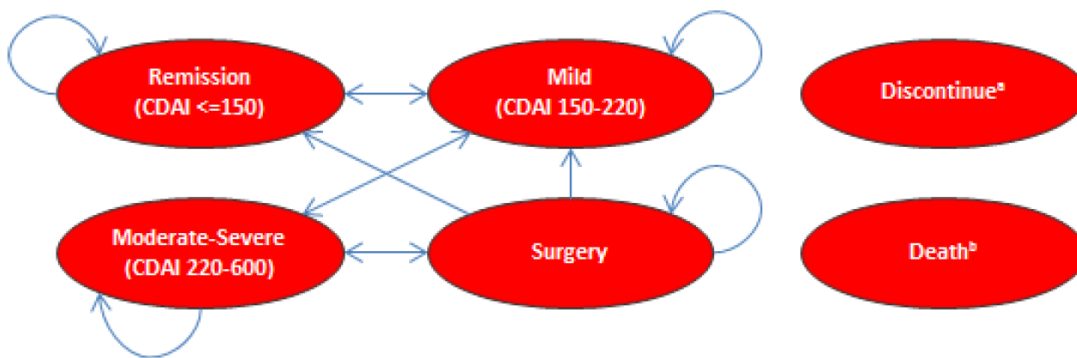 Remission
(CDAI <=150)
Mild
(CDAI 150-220)
Discontinueᵃ
Moderate-Severe
(CDAI 220-600)
Surgery
Deathᵇ